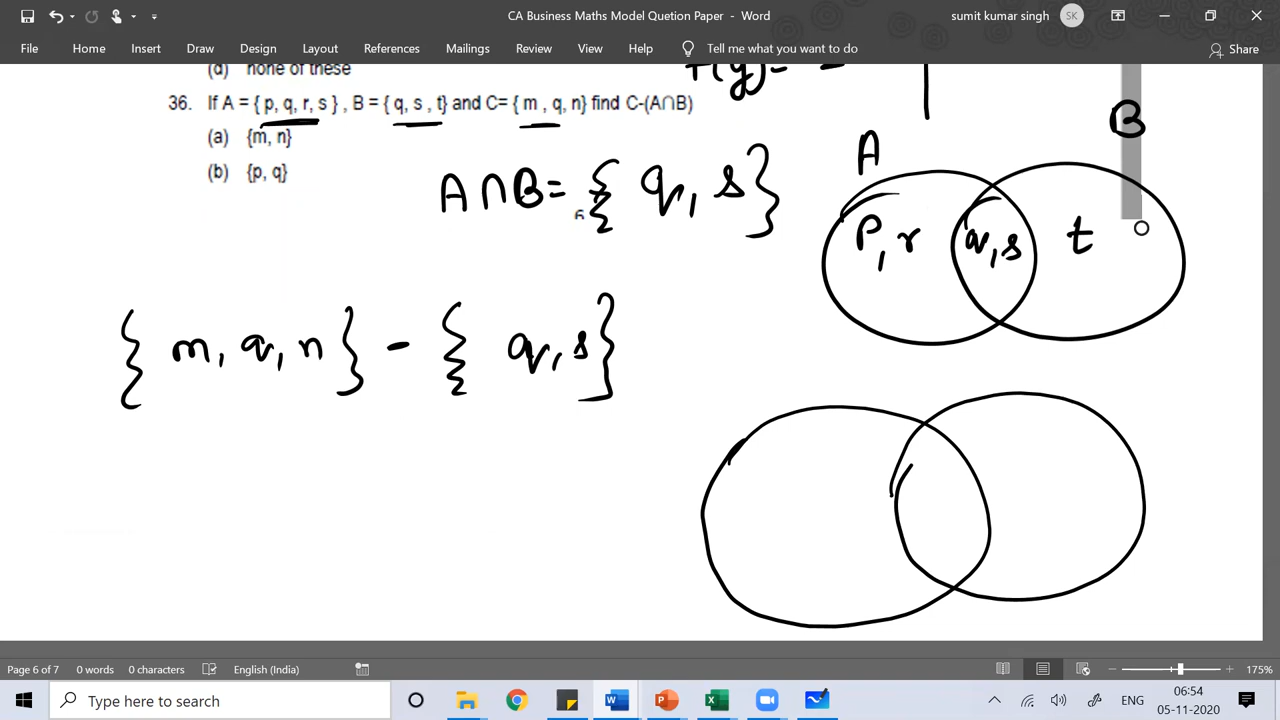 CA Business Maths Model Quetion Paper - Word
sumit kumar singh SK
File Home Insert Draw Design Layout References Mailings Review View Help Tell me what you want to do Share
(d) none of these
f(y)=
36. If A = { p, q, r, s } , B = { q, s , t} and C= { m , q, n} find C-(A∩B)
(a) {m, n}
(b) {p, q}
A∩B= { q, s }
6
A
B
P, r q, s t
{ m, q, n } - { q, s }
Page 6 of 7 0 words 0 characters English (India) 175%
Type here to search
ENG
06:54
05-11-2020